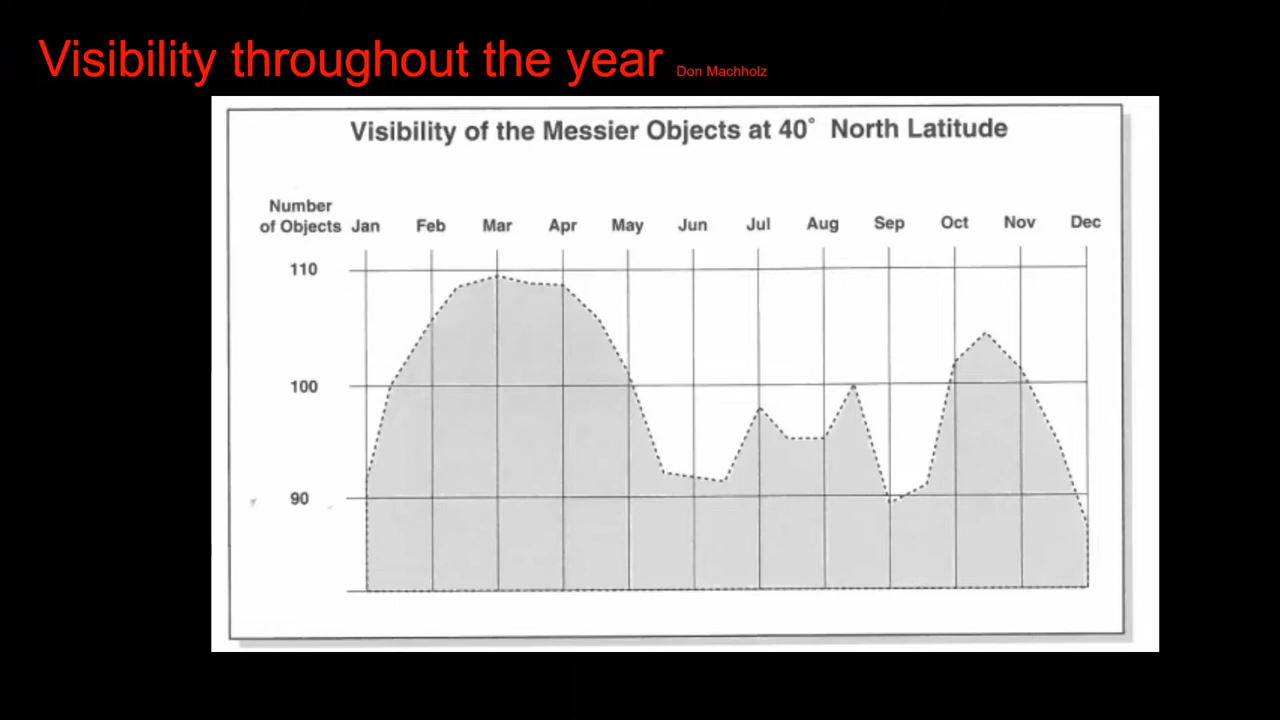 Visibility throughout the year Don Machholz
Visibility of the Messier Objects at 40° North Latitude
Number
of Objects Jan Feb Mar Apr May Jun Jul Aug Sep Oct Nov Dec
110
100
90